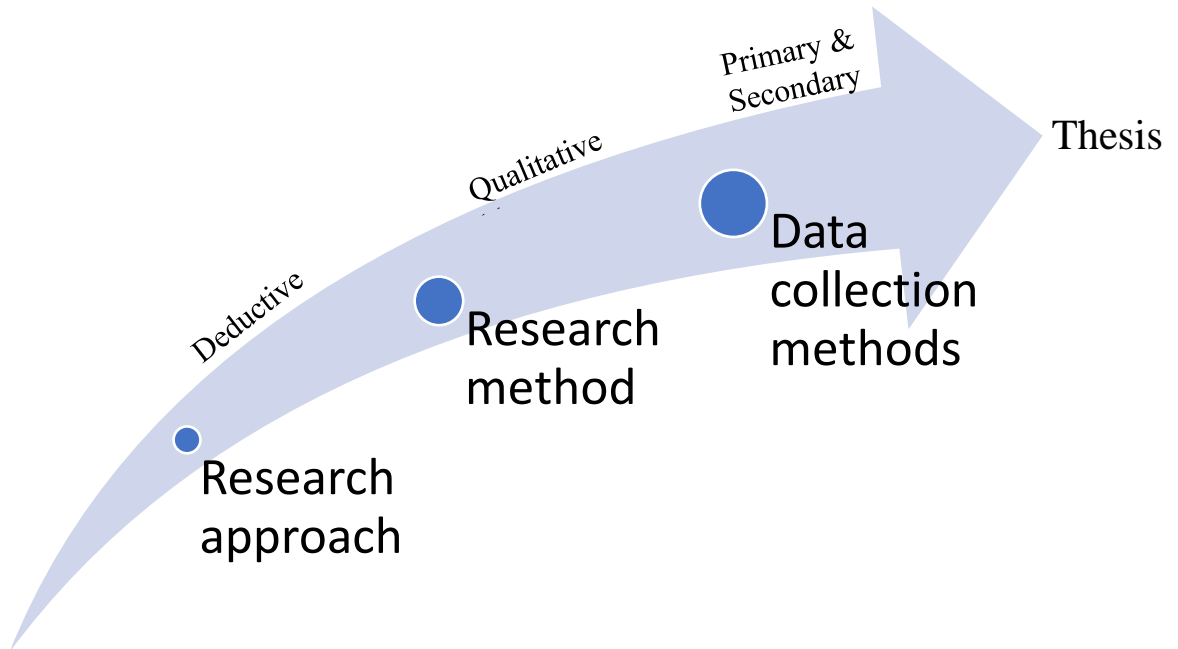 Primary &
Secondary
Thesis
Qualitative
Data
collection
methods
Deductive
Research
method
Research
approach